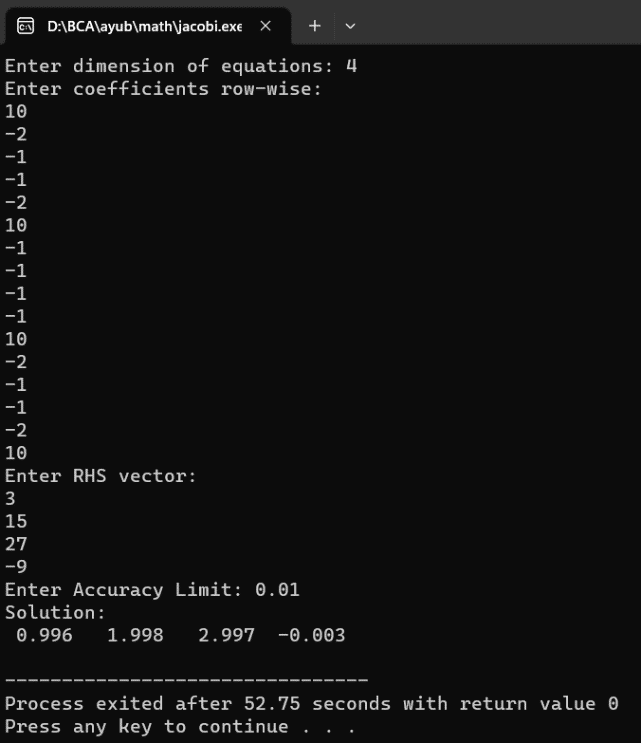 D:\BCA\ayub\math\jacobi.exe
Enter dimension of equations: 4
Enter coefficients row-wise:
10
-2
-1
-1
-2
10
-1
-1
-1
-1
10
-2
-1
-1
-2
10
Enter RHS vector:
3
15
27
-9
Enter Accuracy Limit: 0.01
Solution:
 0.996   1.998   2.997  -0.003
--------------------------------
Process exited after 52.75 seconds with return value 0
Press any key to continue . . .